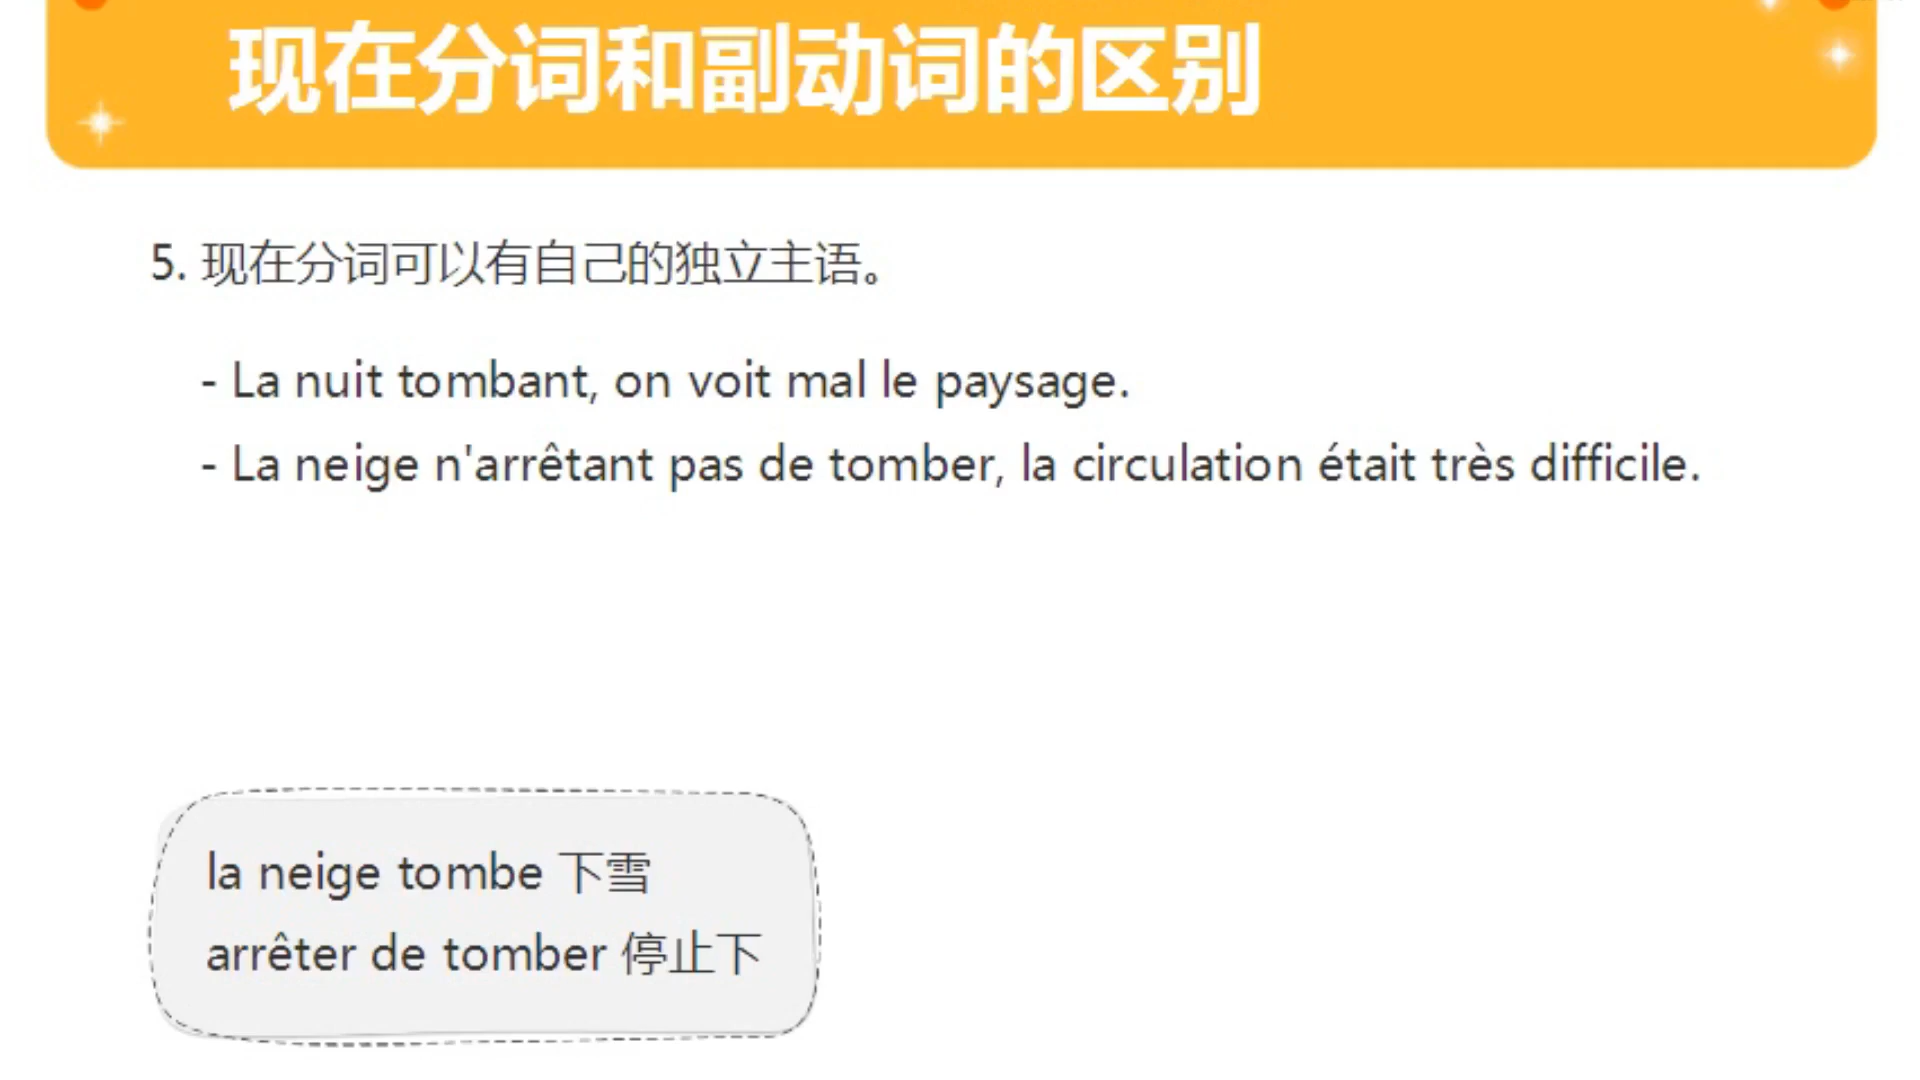 现在分词和副动词的区别
5. 现在分词可以有自己的独立主语。
- La nuit tombant, on voit mal le paysage.
- La neige n'arrêtant pas de tomber, la circulation était très difficile.
la neige tombe 下雪
arrêter de tomber 停止下